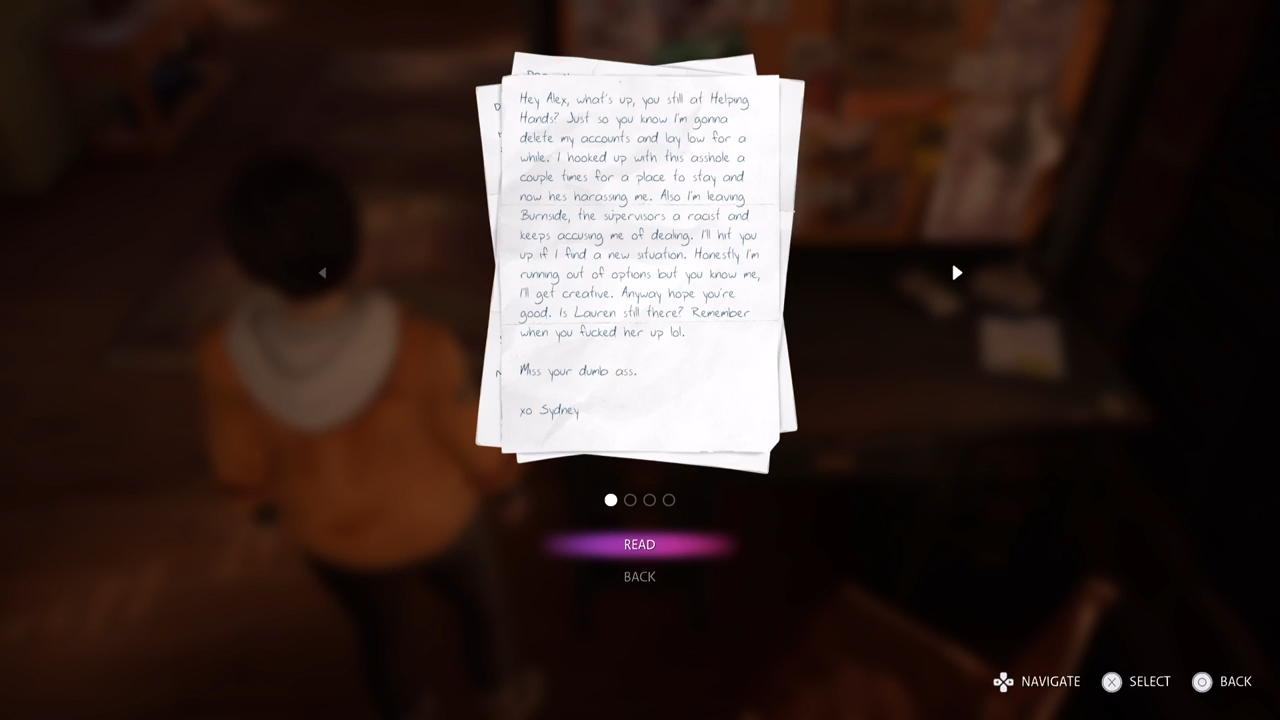 Hey Alex, what's up, you still at Helping
Hands? Just so you know I'm gonna
delete my accounts and lay low for a
while. I hooked up with this asshole a
couple times for a place to stay and
now hes harassing me. Also I'm leaving
Burnside, the supervisors a racist and
keeps accusing me of dealing. I'll hit you
up if I find a new situation. Honestly I'm
running out of options but you know me,
I'll get creative. Anyway hope you're
good. Is Lauren still there? Remember
when you fucked her up lol.
Miss your dumb ass.
xo Sydney
READ
BACK
NAVIGATE SELECT BACK